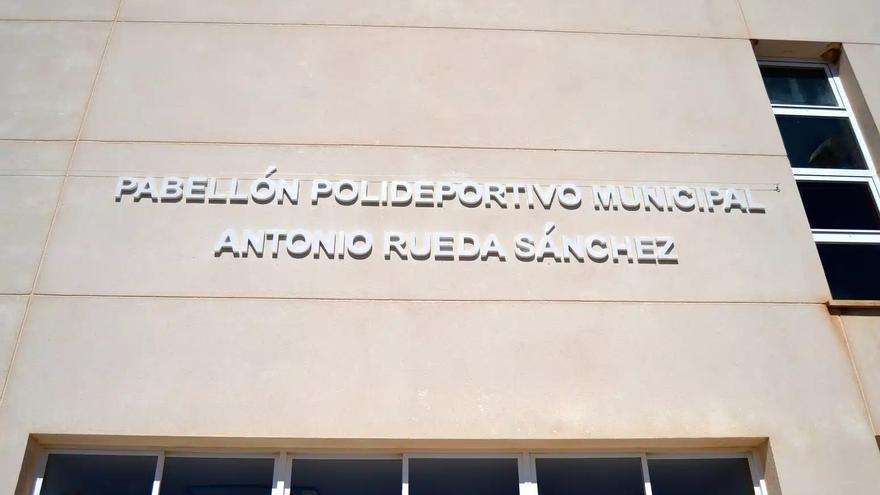 PABELLÓN POLIDEPORTIVO MUNICIPAL
ANTONIO RUEDA SÁNCHEZ